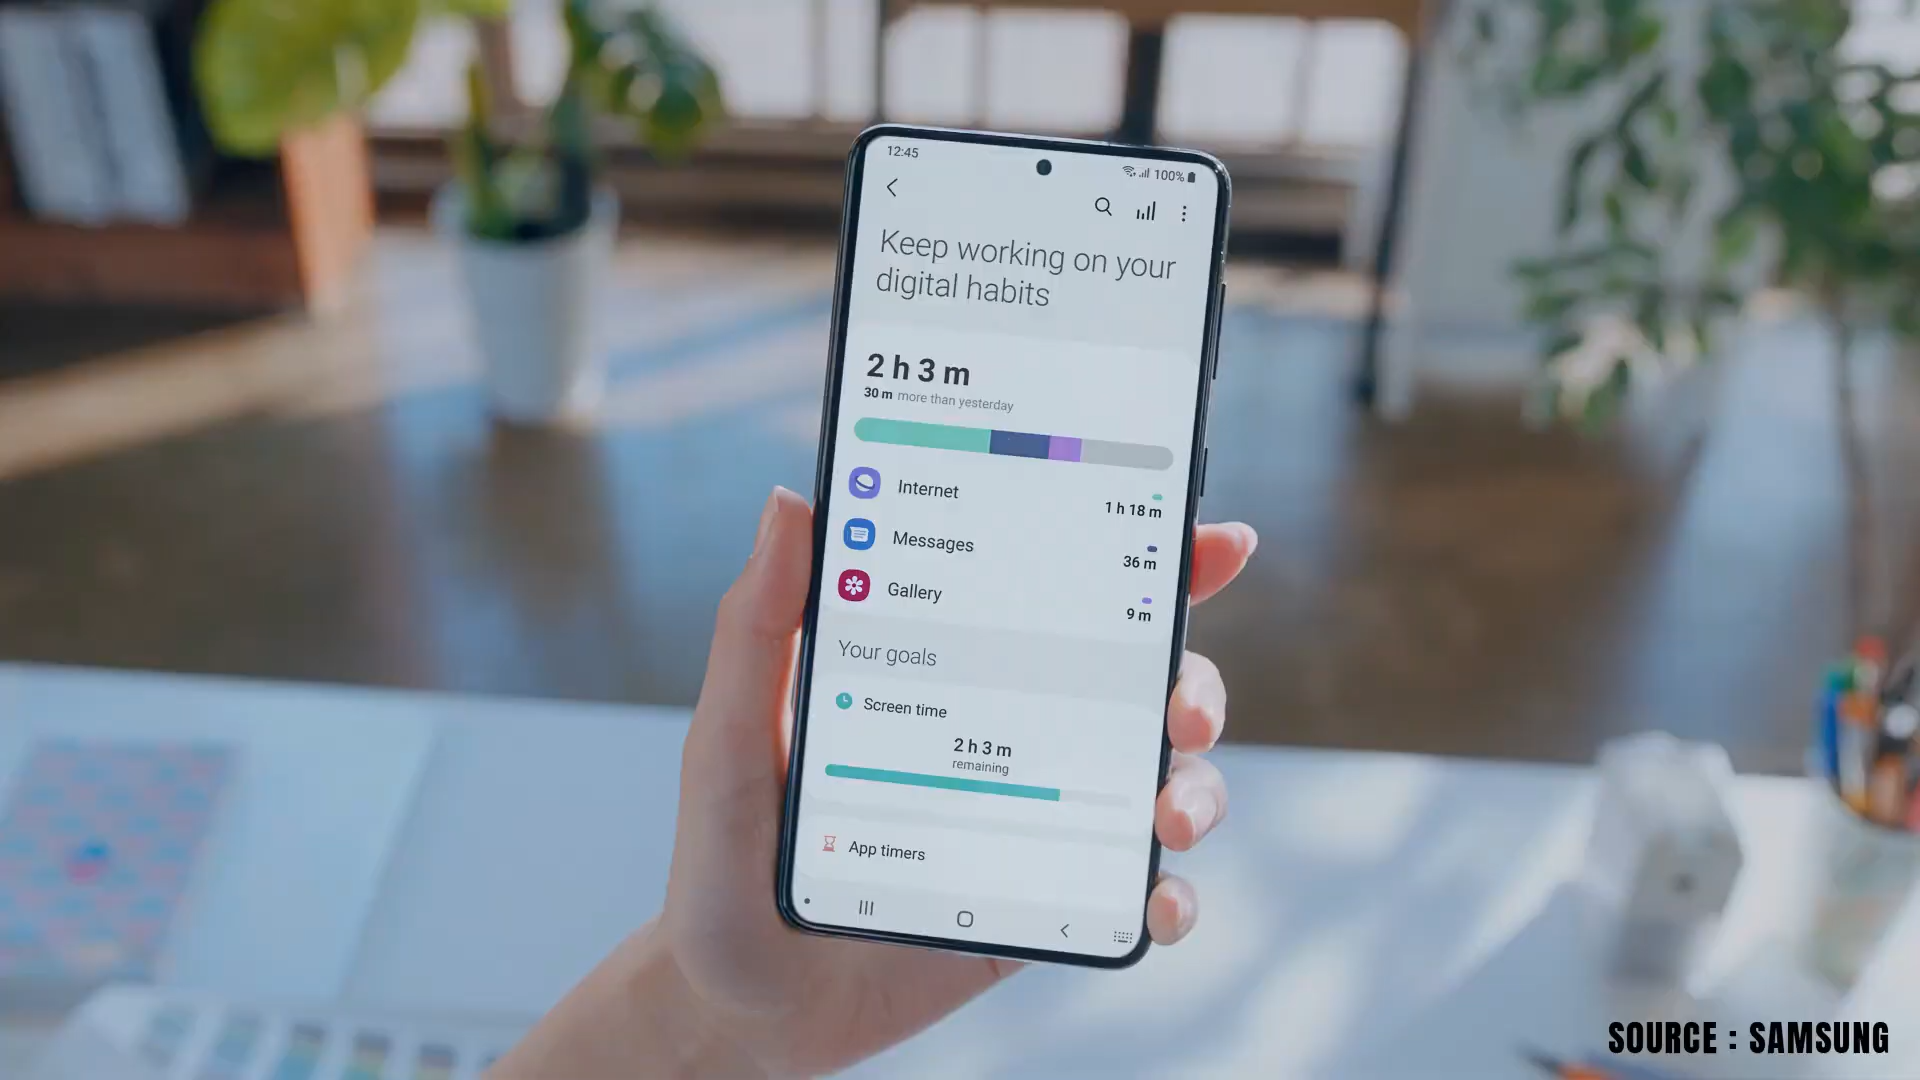 12:45
100%
Keep working on your
digital habits
2 h 3 m
30 m more than yesterday
Internet
1 h 18 m
Messages
36 m
Gallery
9 m
Your goals
Screen time
2 h 3 m
remaining
App timers
SOURCE : SAMSUNG